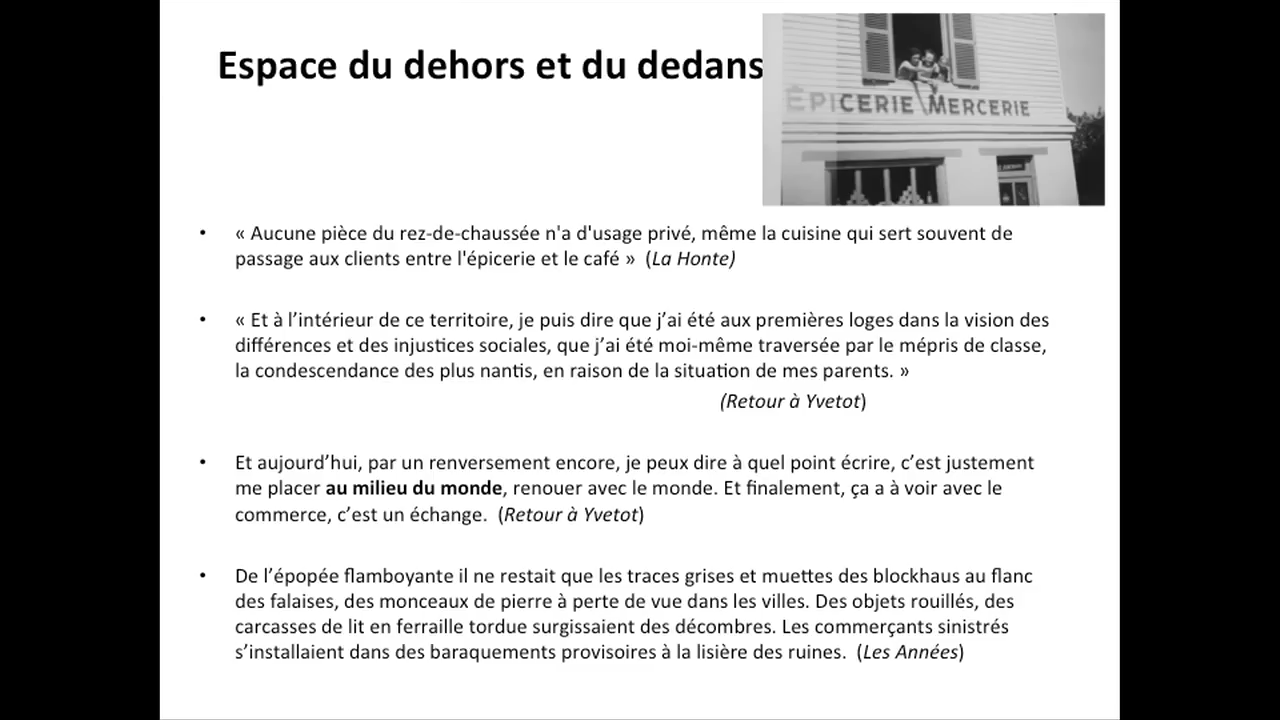 Espace du dehors et du dedans
ÉPICERIE MERCERIE
• « Aucune pièce du rez-de-chaussée n'a d'usage privé, même la cuisine qui sert souvent de
passage aux clients entre l'épicerie et le café » (La Honte)
• « Et à l’intérieur de ce territoire, je puis dire que j’ai été aux premières loges dans la vision des
différences et des injustices sociales, que j’ai été moi-même traversée par le mépris de classe,
la condescendance des plus nantis, en raison de la situation de mes parents. »
(Retour à Yvetot)
• Et aujourd’hui, par un renversement encore, je peux dire à quel point écrire, c’est justement
me placer au milieu du monde, renouer avec le monde. Et finalement, ça a à voir avec le
commerce, c’est un échange. (Retour à Yvetot)
• De l’épopée flamboyante il ne restait que les traces grises et muettes des blockhaus au flanc
des falaises, des monceaux de pierre à perte de vue dans les villes. Des objets rouillés, des
carcasses de lit en ferraille tordue surgissaient des décombres. Les commerçants sinistrés
s’installaient dans des baraquements provisoires à la lisière des ruines. (Les Années)